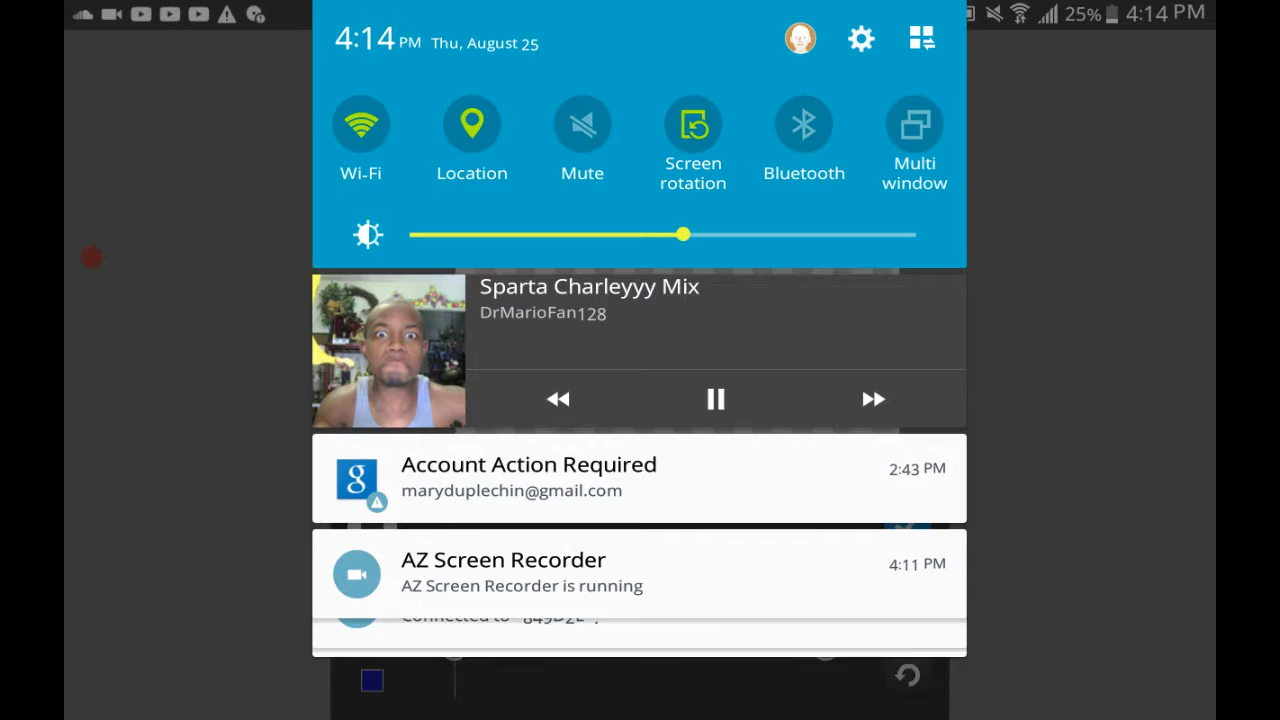 25% 4:14 PM
4:14 PM Thu, August 25
Wi-Fi
Location
Mute
Screen rotation
Bluetooth
Multi window
Sparta Charleyyy Mix
DrMarioFan128
Account Action Required
2:43 PM
maryduplechin@gmail.com
AZ Screen Recorder
4:11 PM
AZ Screen Recorder is running
Connected to